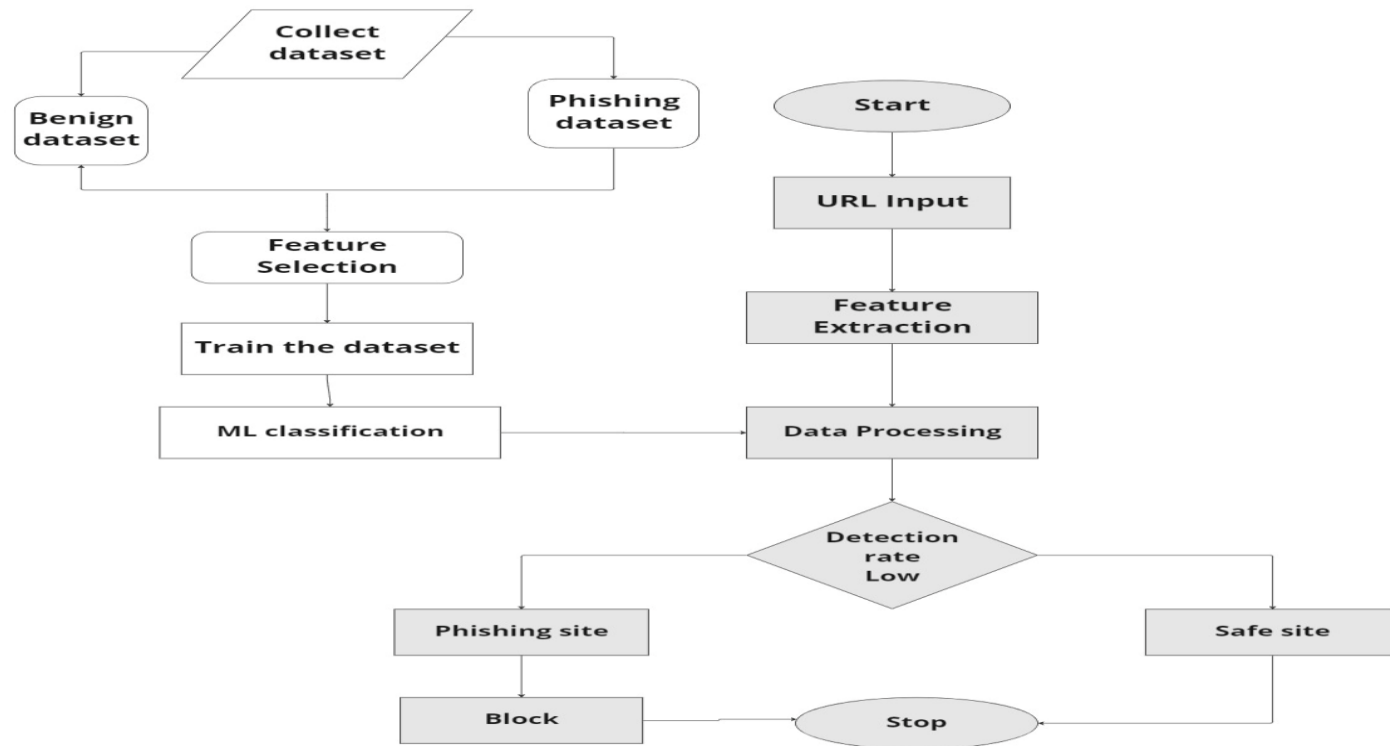 Collect
dataset
Benign
dataset
Phishing
dataset
Feature
Selection
Train the dataset
ML classification
Start
URL Input
Feature
Extraction
Data Processing
Detection
rate
Low
Phishing site
Safe site
Block
Stop